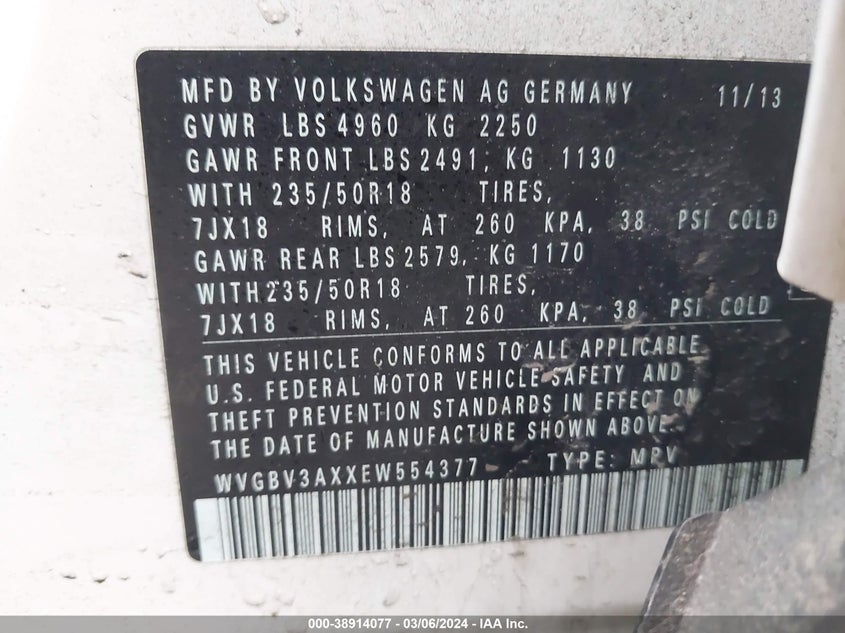 MFD BY VOLKSWAGEN AG GERMANY 11/13
GVWR LBS 4960 KG 2250
GAWR FRONT LBS 2491, KG 1130
WITH 235/50R18 TIRES,
7JX18 RIMS, AT 260 KPA, 38 PSI COLD
GAWR REAR LBS 2579, KG 1170
WITH 235/50R18 TIRES,
7JX18 RIMS, AT 260 KPA, 38 PSI COLD
THIS VEHICLE CONFORMS TO ALL APPLICABLE
U.S. FEDERAL MOTOR VEHICLE SAFETY AND
THEFT PREVENTION STANDARDS IN EFFECT ON
THE DATE OF MANUFACTURE SHOWN ABOVE.
WVGBV3AXXEW554377 TYPE: MPV
000-38914077 - 03/06/2024 - IAA Inc.